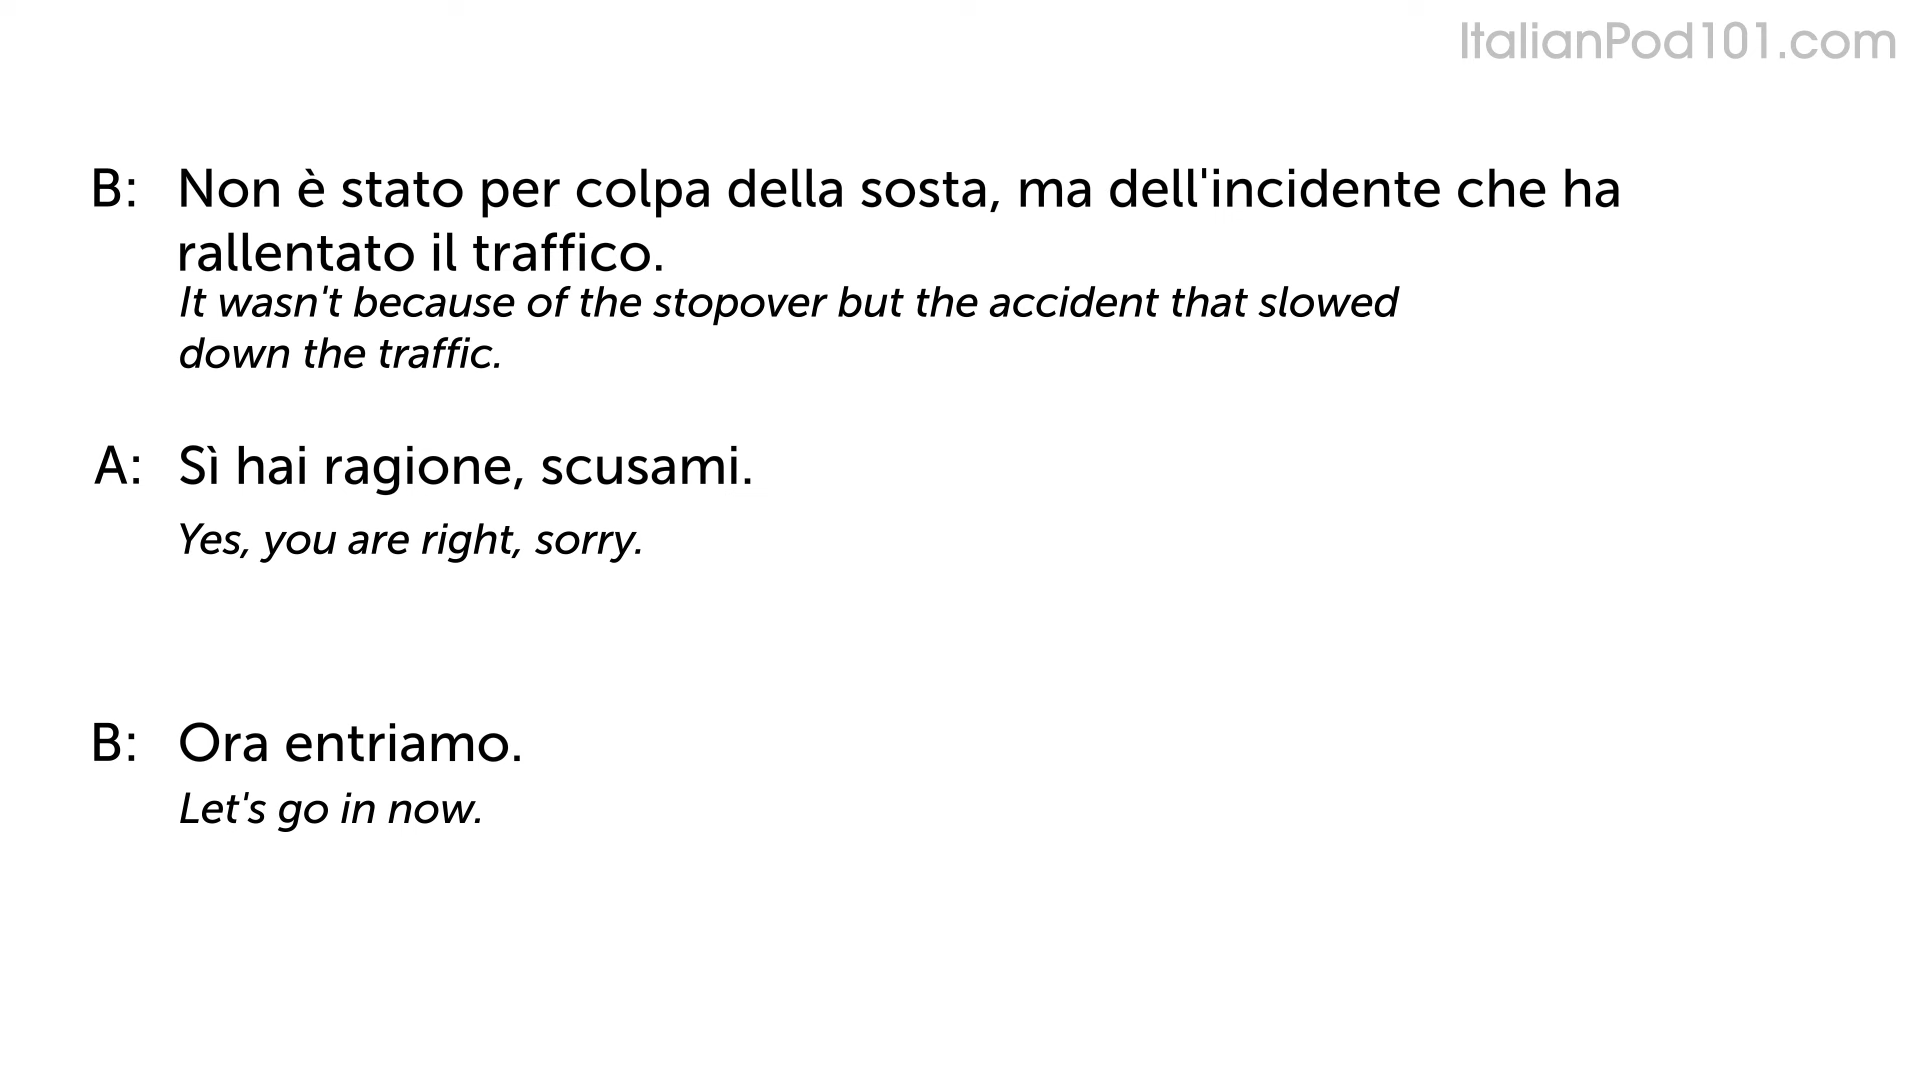 ItalianPod101.com
B: Non è stato per colpa della sosta, ma dell'incidente che ha
rallentato il traffico.
It wasn't because of the stopover but the accident that slowed
down the traffic.
A: Sì hai ragione, scusami.
Yes, you are right, sorry.
B: Ora entriamo.
Let's go in now.